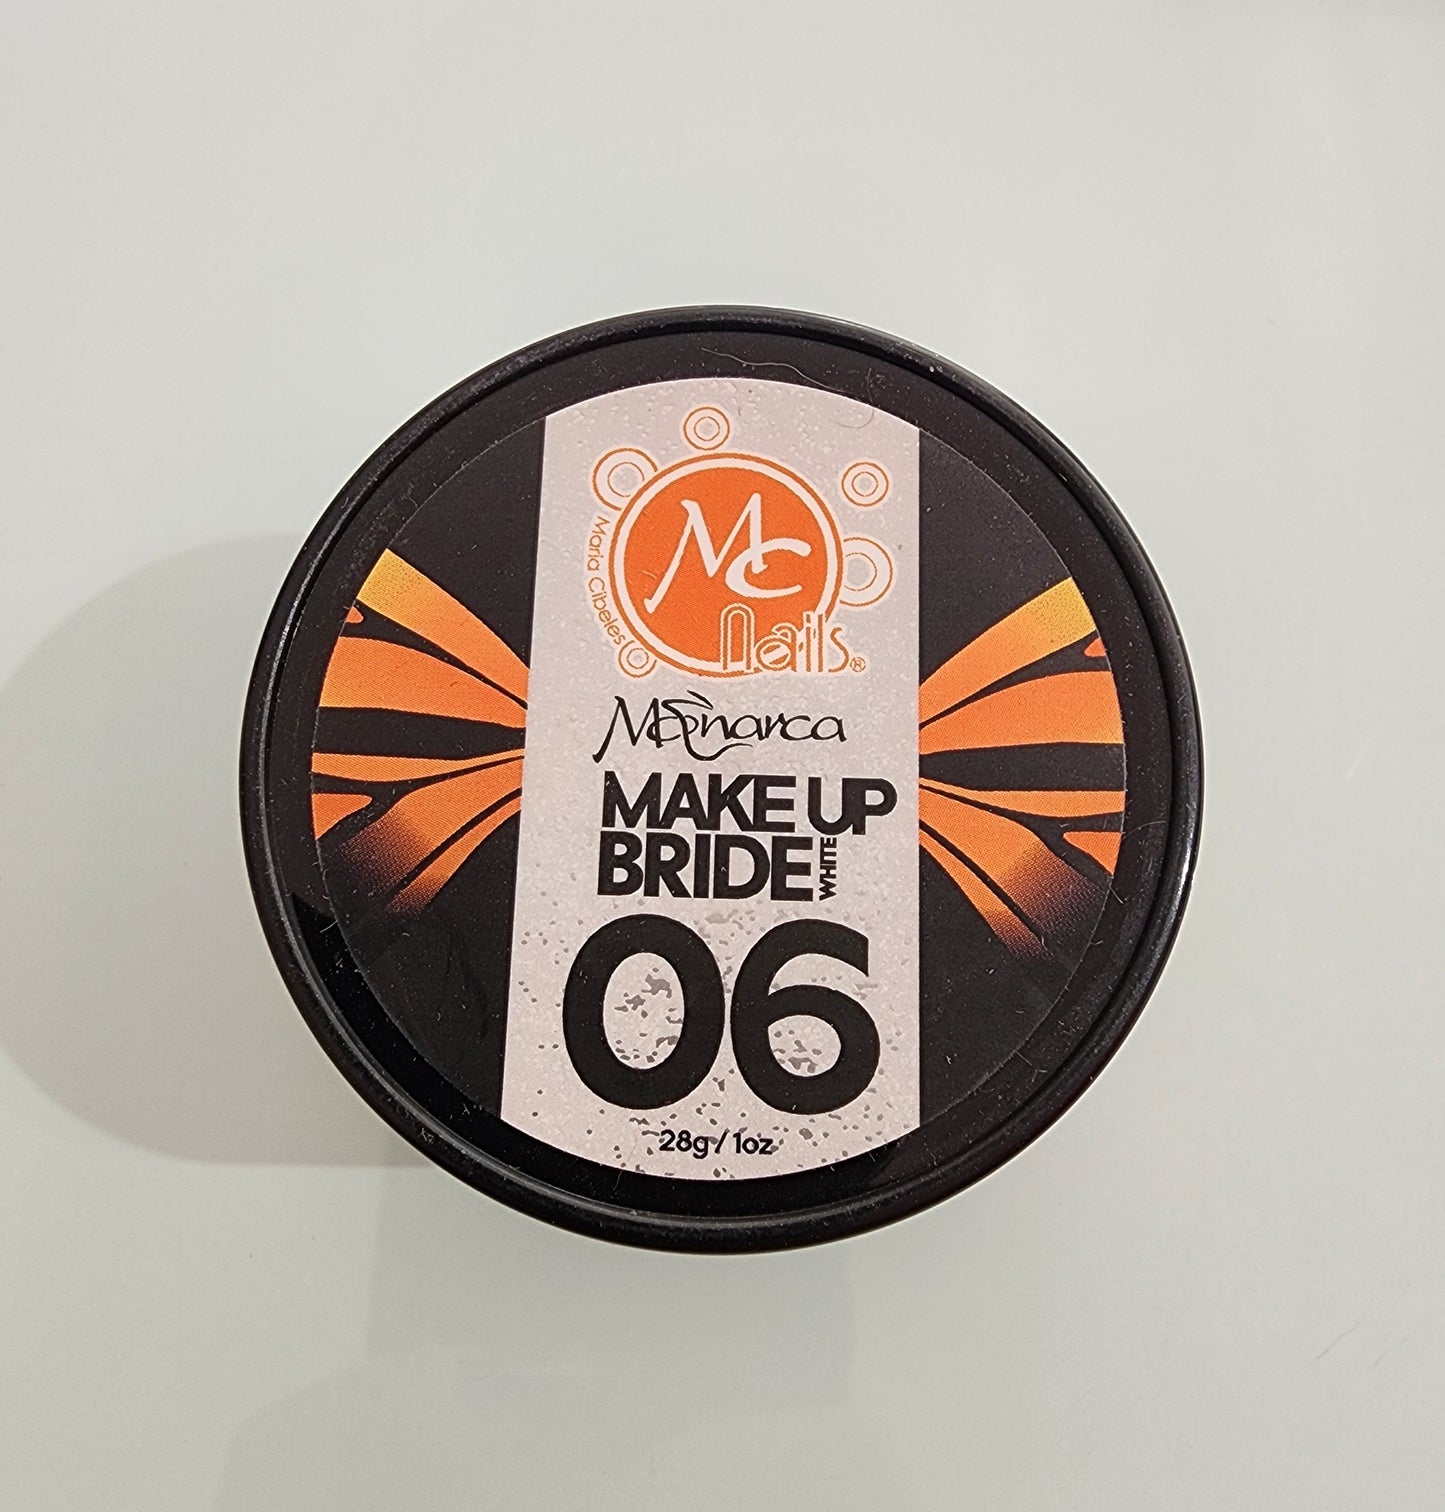 MC
Maria Cibeles
Nails®
Monarca
MAKE UP
BRIDE WHITE
06
28g / 1oz